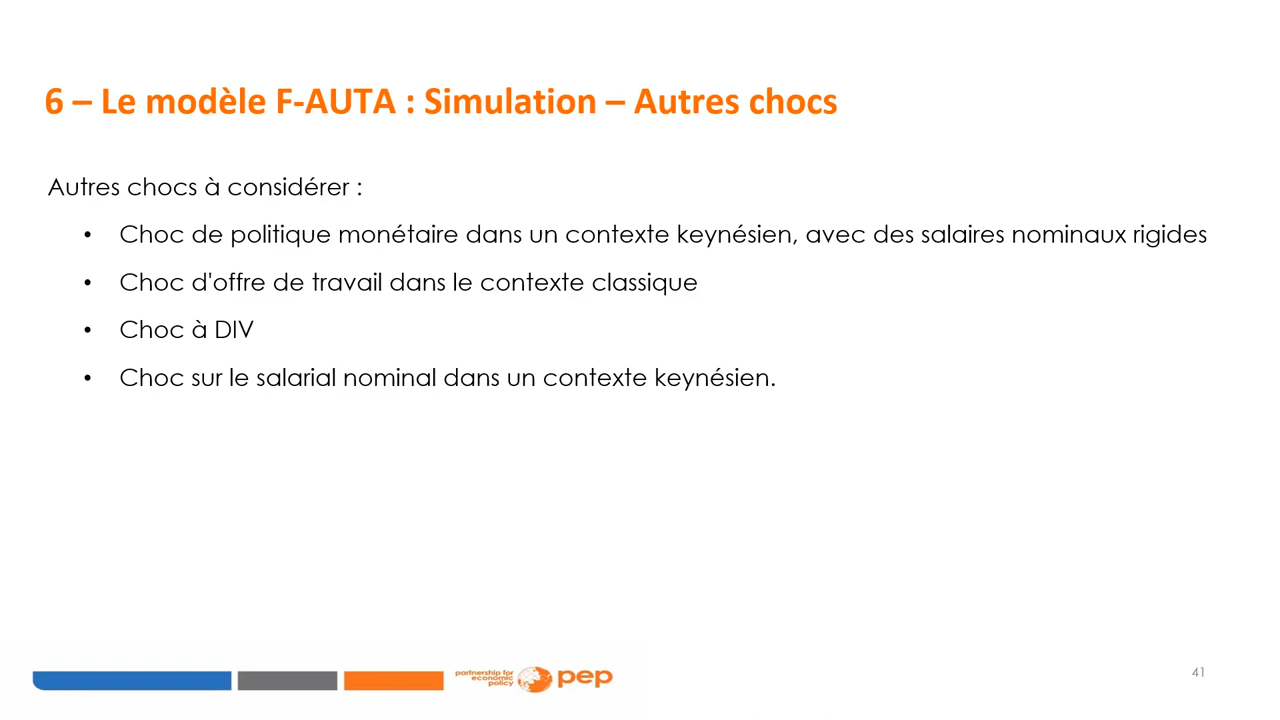 6 – Le modèle F-AUTA : Simulation – Autres chocs
Autres chocs à considérer :
• Choc de politique monétaire dans un contexte keynésien, avec des salaires nominaux rigides
• Choc d'offre de travail dans le contexte classique
• Choc à DIV
• Choc sur le salarial nominal dans un contexte keynésien.
partnership for
economic
policy
pep
41